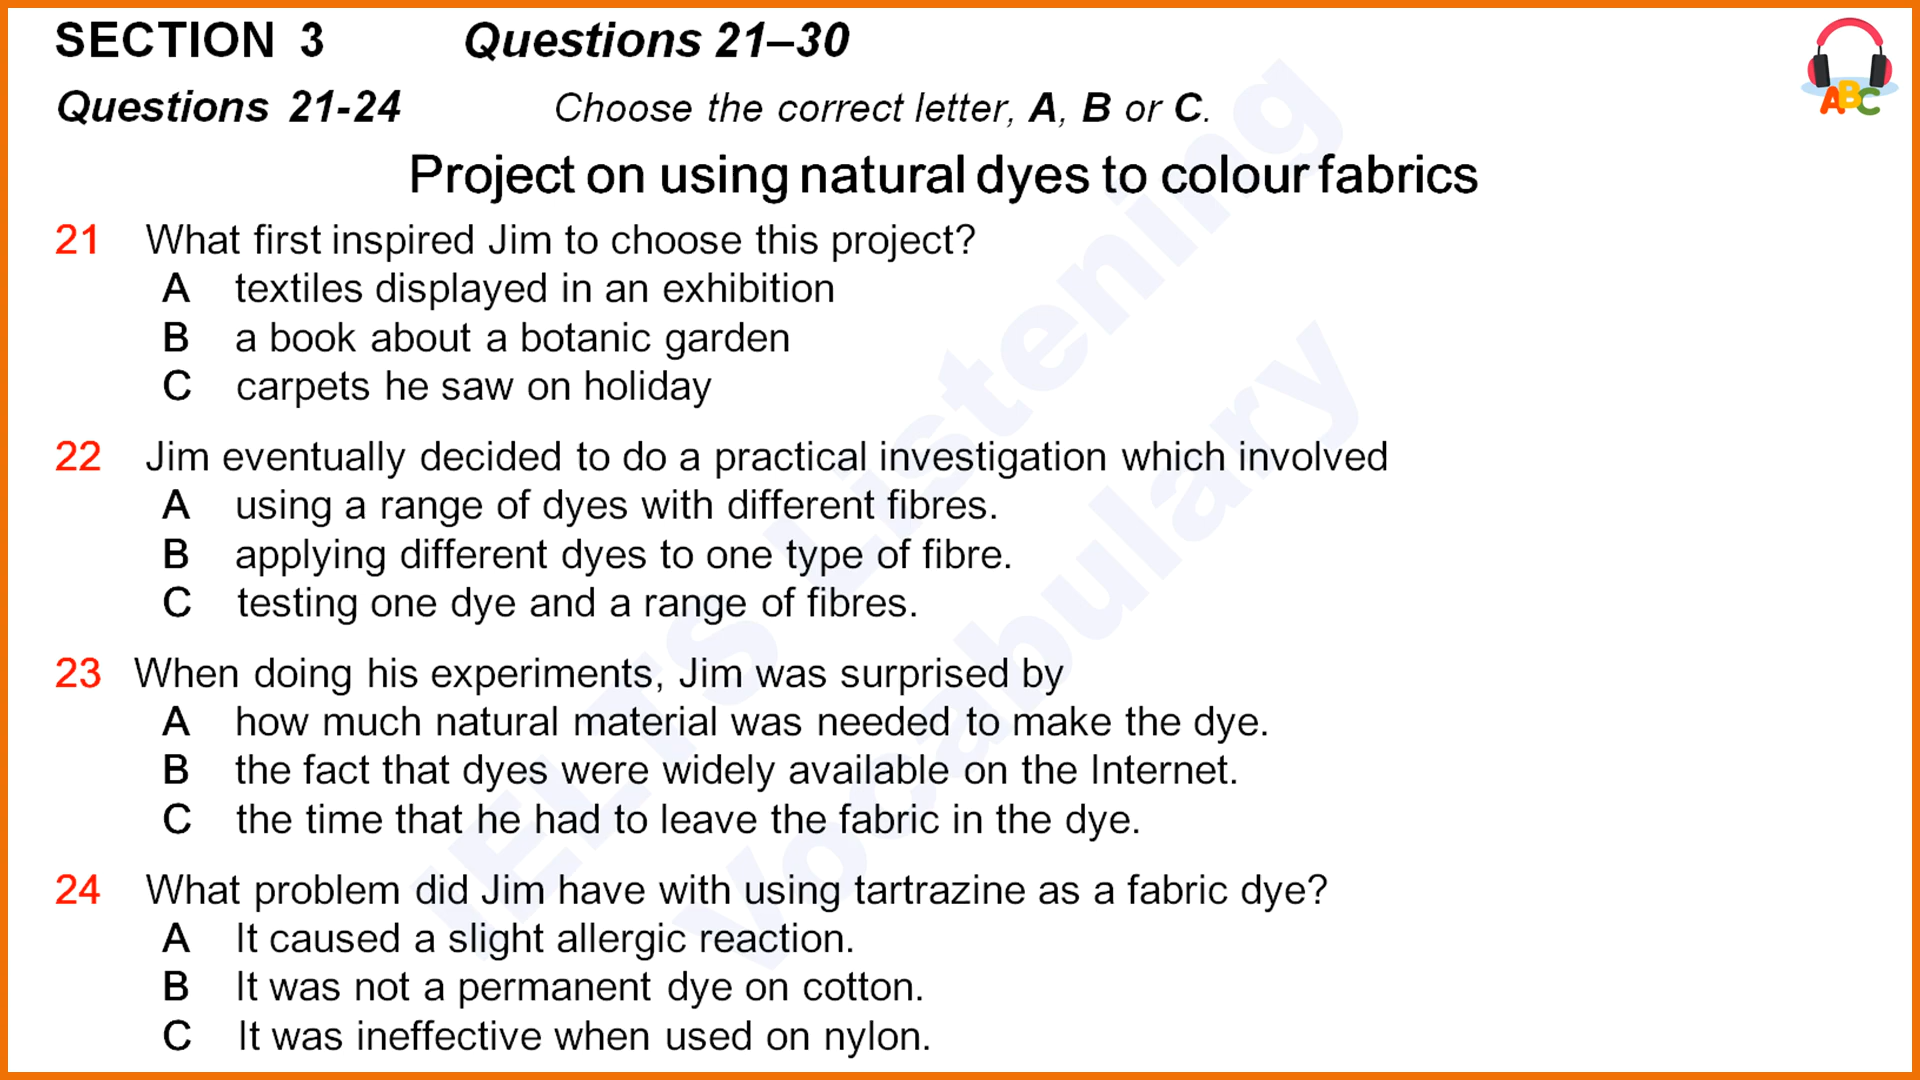 SECTION 3 Questions 21–30
Questions 21-24 Choose the correct letter, A, B or C.
ABC
Project on using natural dyes to colour fabrics
21 What first inspired Jim to choose this project?
A textiles displayed in an exhibition
B a book about a botanic garden
C carpets he saw on holiday
22 Jim eventually decided to do a practical investigation which involved
A using a range of dyes with different fibres.
B applying different dyes to one type of fibre.
C testing one dye and a range of fibres.
23 When doing his experiments, Jim was surprised by
A how much natural material was needed to make the dye.
B the fact that dyes were widely available on the Internet.
C the time that he had to leave the fabric in the dye.
24 What problem did Jim have with using tartrazine as a fabric dye?
A It caused a slight allergic reaction.
B It was not a permanent dye on cotton.
C It was ineffective when used on nylon.
IELTS Listening
Vocabulary